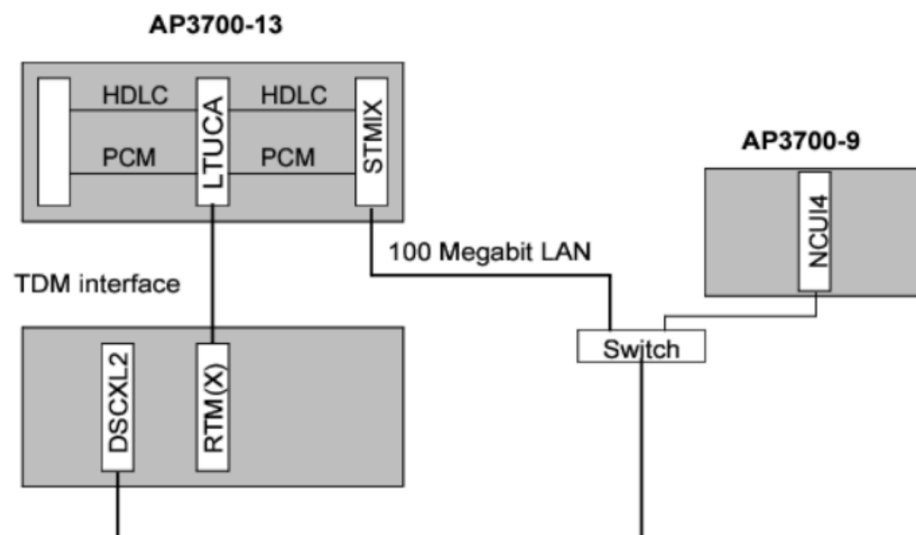 AP3700-13
HDLC
HDLC
PCM
LTUCA
PCM
STMIX
AP3700-9
NCUI4
100 Megabit LAN
TDM interface
Switch
DSCXL2
RTM(X)